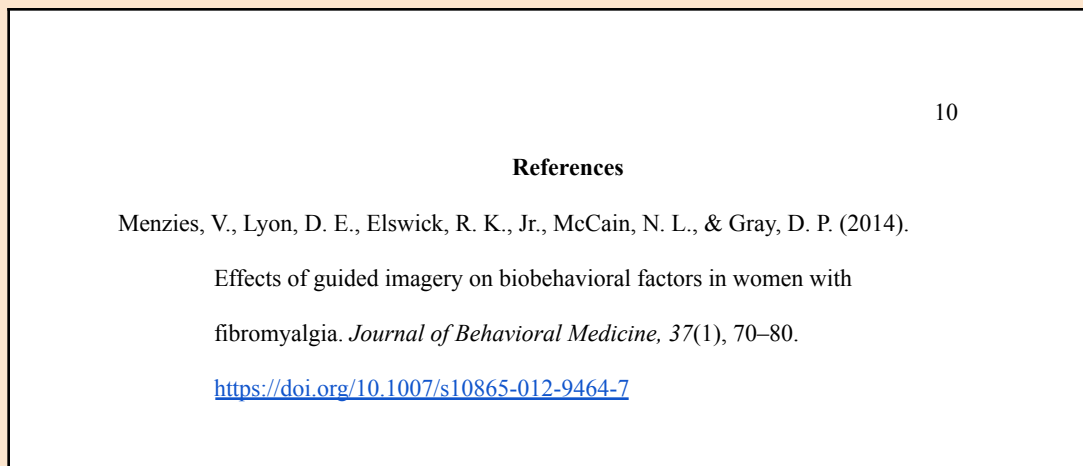 10
References
Menzies, V., Lyon, D. E., Elswick, R. K., Jr., McCain, N. L., & Gray, D. P. (2014).
Effects of guided imagery on biobehavioral factors in women with
fibromyalgia. Journal of Behavioral Medicine, 37(1), 70–80.
https://doi.org/10.1007/s10865-012-9464-7